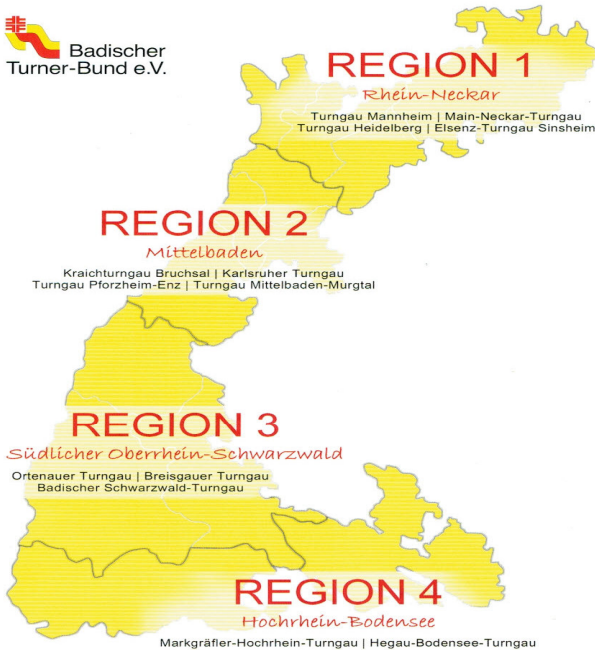 Badischer
Turner-Bund e.V.
REGION 1
Rhein-Neckar
Turngau Mannheim | Main-Neckar-Turngau
Turngau Heidelberg | Elsenz-Turngau Sinsheim
REGION 2
Mittelbaden
Kraichturngau Bruchsal | Karlsruher Turngau
Turngau Pforzheim-Enz | Turngau Mittelbaden-Murgtal
REGION 3
Südlicher Oberrhein-Schwarzwald
Ortenauer Turngau | Breisgauer Turngau
Badischer Schwarzwald-Turngau
REGION 4
Hochrhein-Bodensee
Markgräfler-Hochrhein-Turngau | Hegau-Bodensee-Turngau